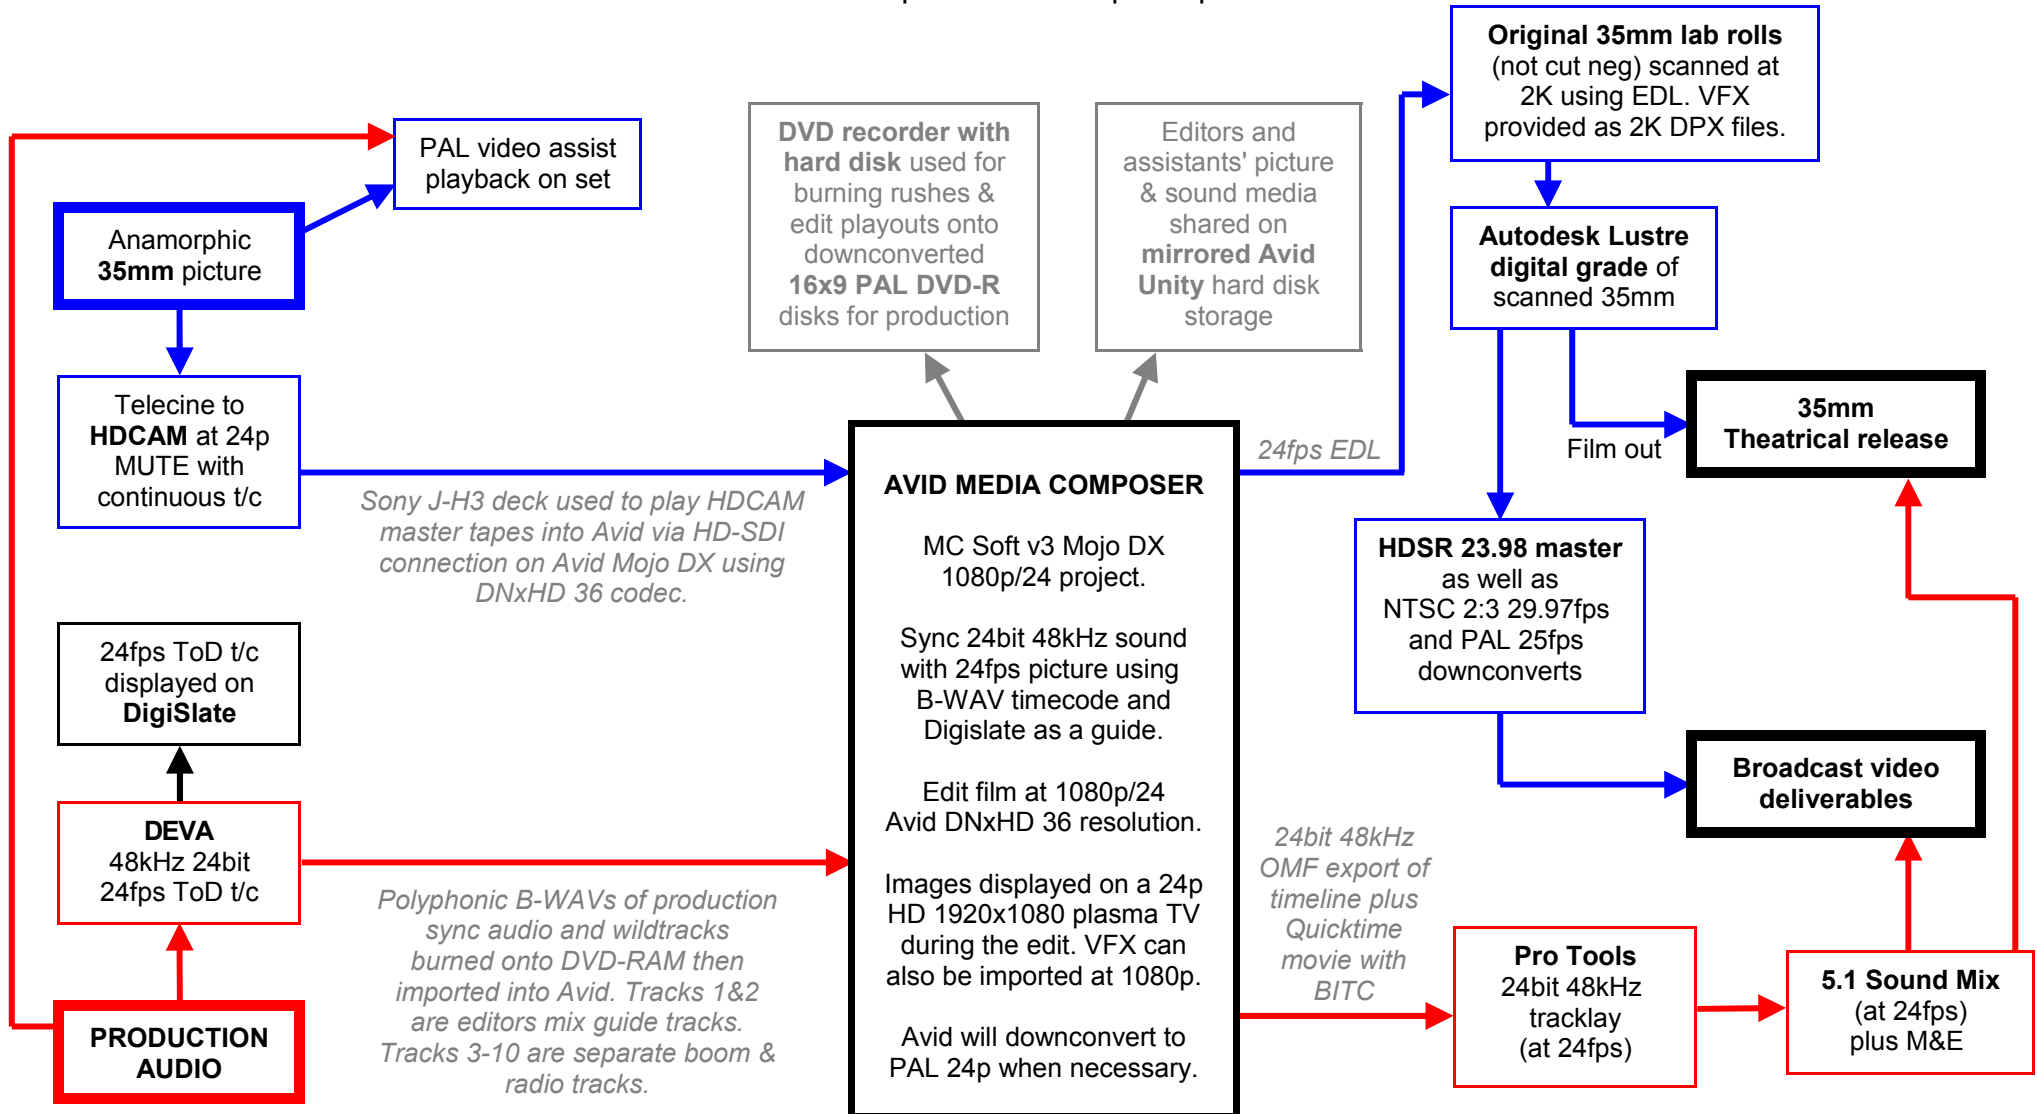 Original 35mm lab rolls
(not cut neg) scanned at
2K using EDL. VFX
provided as 2K DPX files.
PAL video assist
playback on set
DVD recorder with
hard disk used for
burning rushes &
edit playouts onto
downconverted
16x9 PAL DVD-R
disks for production
Editors and
assistants' picture
& sound media
shared on
mirrored Avid
Unity hard disk
storage
Anamorphic
35mm picture
Autodesk Lustre
digital grade of
scanned 35mm
Telecine to
HDCAM at 24p
MUTE with
continuous t/c
35mm
Theatrical release
Film out
24fps EDL
Sony J-H3 deck used to play HDCAM
master tapes into Avid via HD-SDI
connection on Avid Mojo DX using
DNxHD 36 codec.
AVID MEDIA COMPOSER
MC Soft v3 Mojo DX
1080p/24 project.
Sync 24bit 48kHz sound
with 24fps picture using
B-WAV timecode and
Digislate as a guide.
Edit film at 1080p/24
Avid DNxHD 36 resolution.
Images displayed on a 24p
HD 1920x1080 plasma TV
during the edit. VFX can
also be imported at 1080p.
Avid will downconvert to
PAL 24p when necessary.
HDSR 23.98 master
as well as
NTSC 2:3 29.97fps
and PAL 25fps
downconverts
24fps ToD t/c
displayed on
DigiSlate
Broadcast video
deliverables
DEVA
48kHz 24bit
24fps ToD t/c
Polyphonic B-WAVs of production
sync audio and wildtracks
burned onto DVD-RAM then
imported into Avid. Tracks 1&2
are editors mix guide tracks.
Tracks 3-10 are separate boom &
radio tracks.
24bit 48kHz
OMF export of
timeline plus
Quicktime
movie with
BITC
PRODUCTION
AUDIO
Pro Tools
24bit 48kHz
tracklay
(at 24fps)
5.1 Sound Mix
(at 24fps)
plus M&E